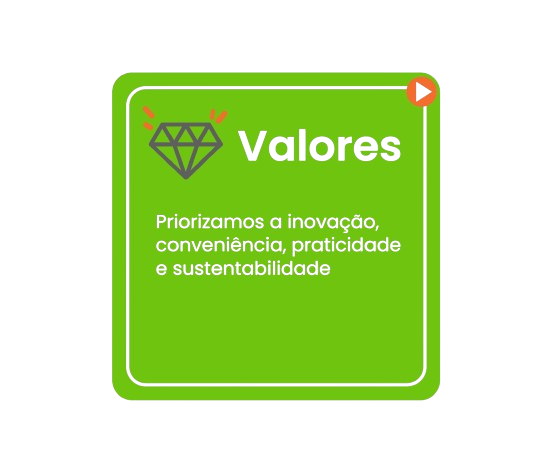 Valores
Priorizamos a inovação,
conveniência, praticidade
e sustentabilidade